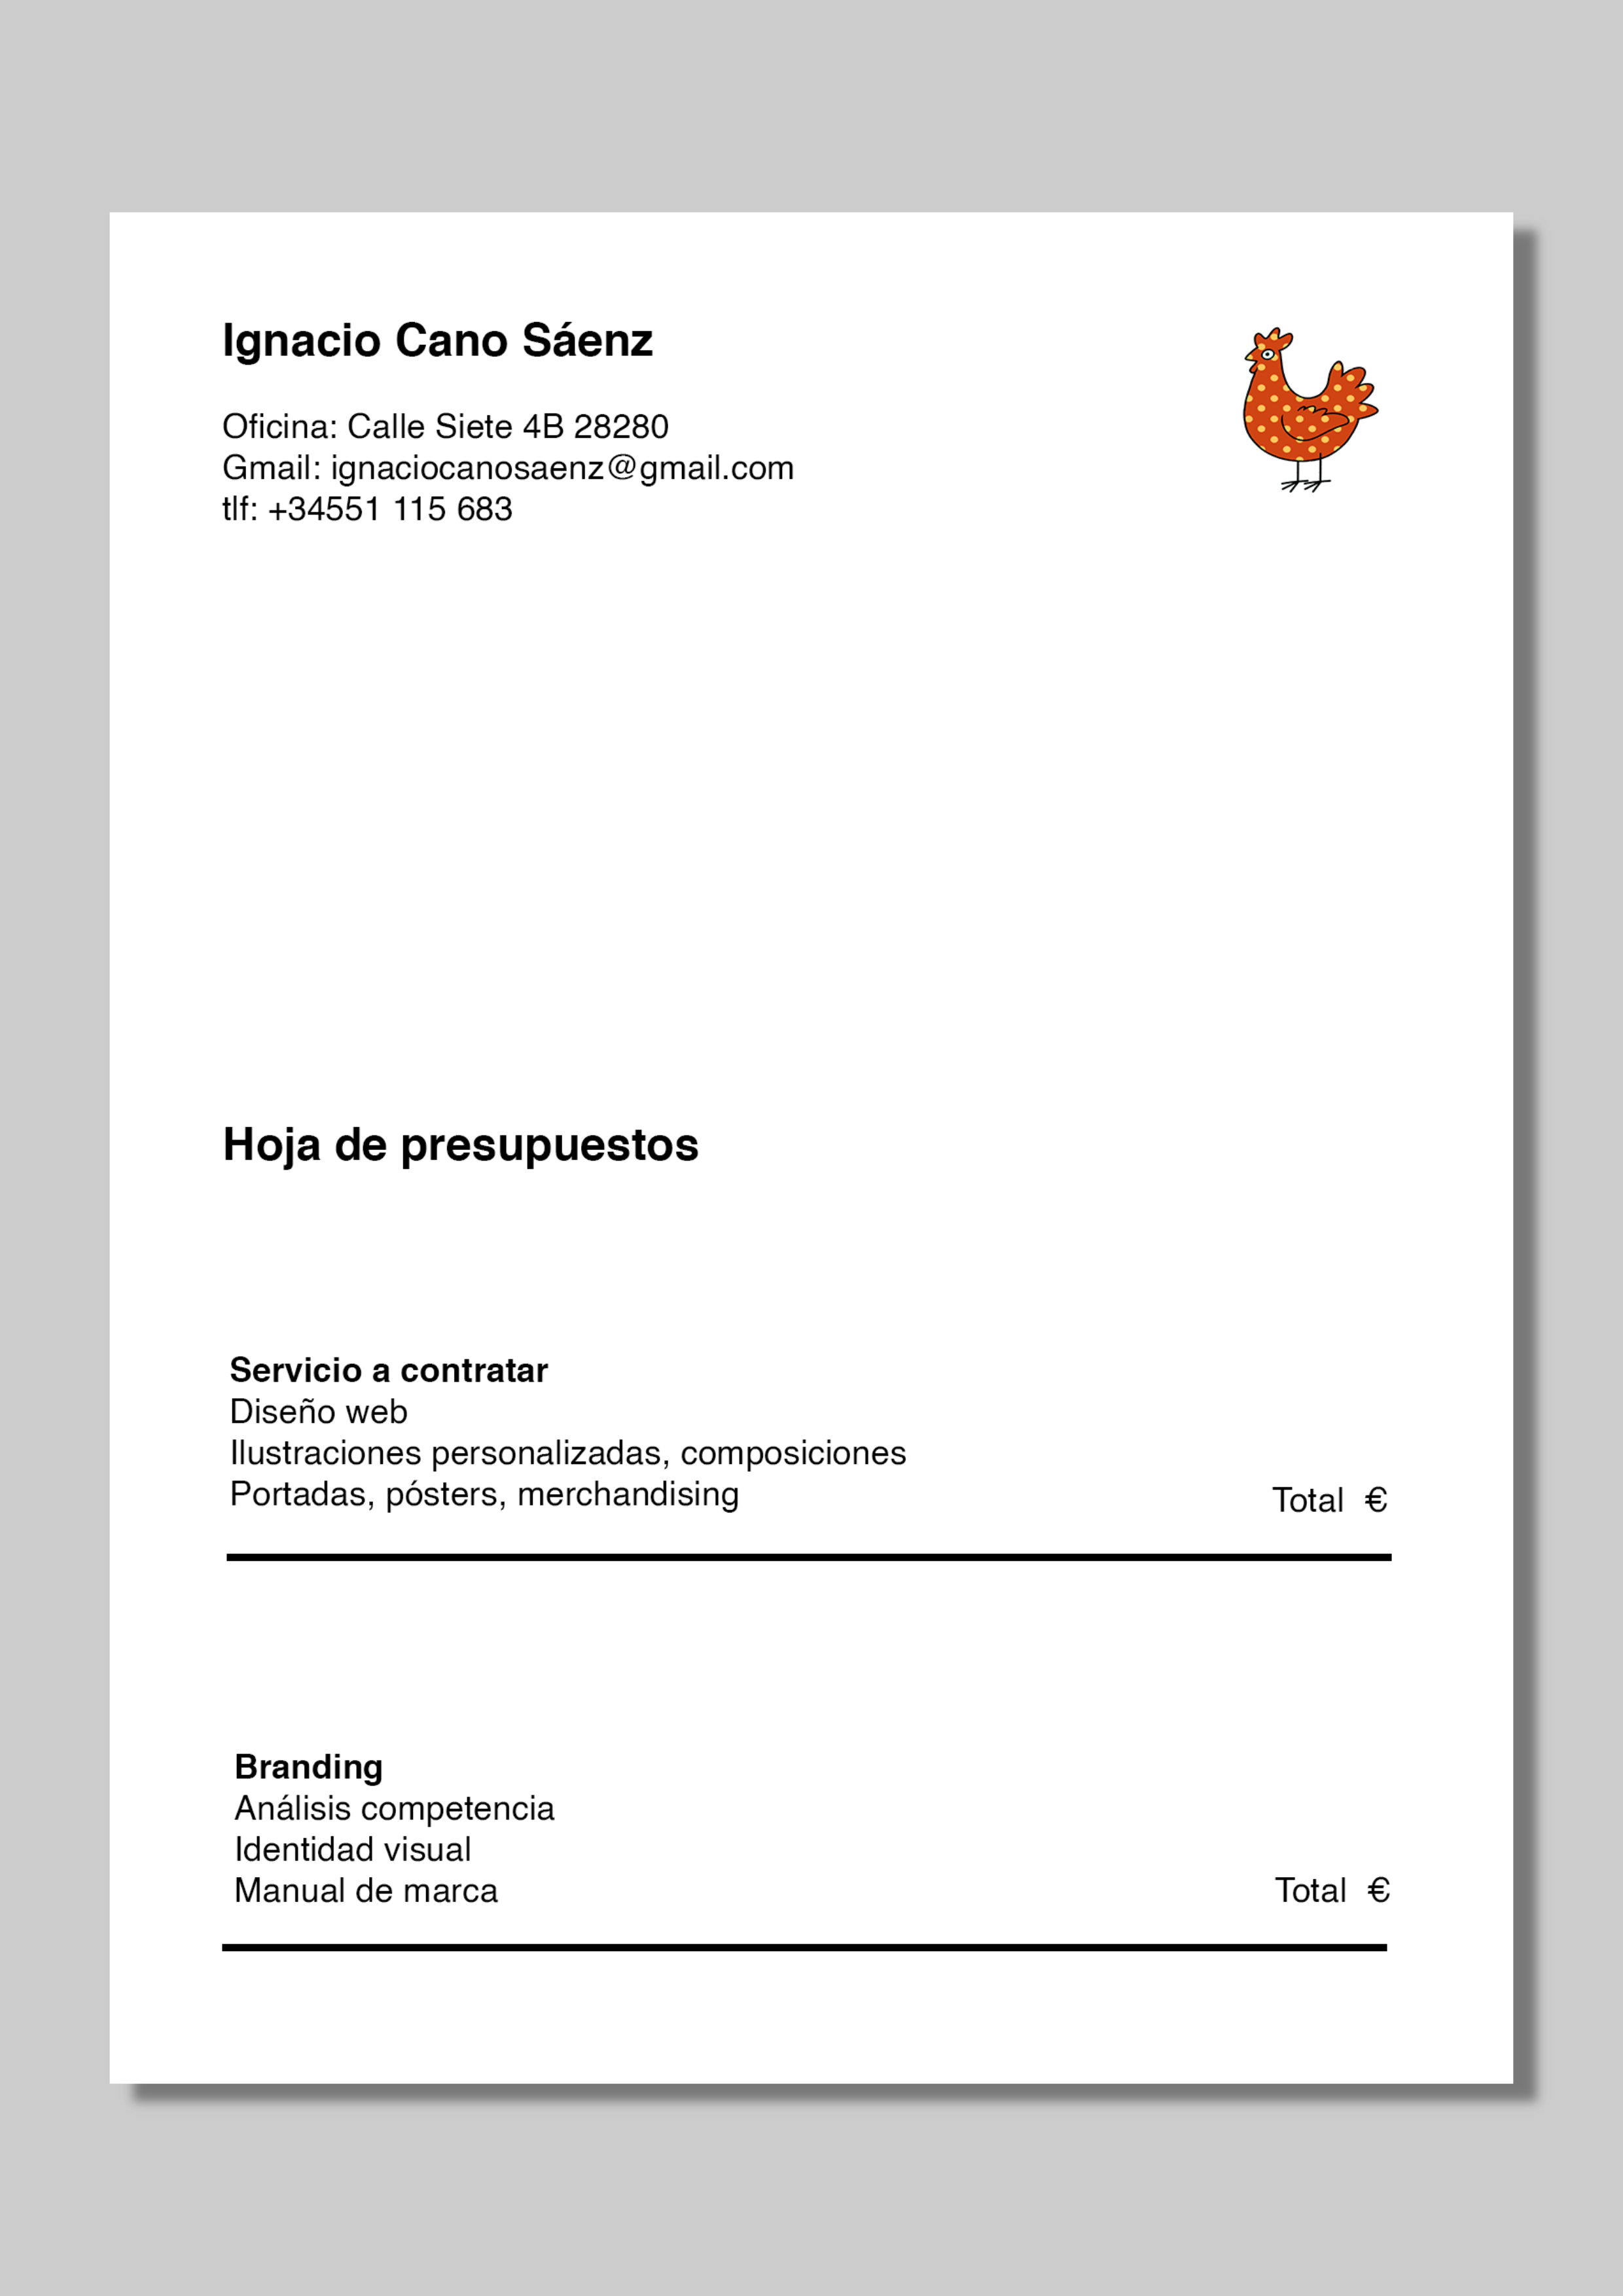 Ignacio Cano Sáenz
Oficina: Calle Siete 4B 28280
Gmail: ignaciocanosaenz@gmail.com
tlf: +34551 115 683
Hoja de presupuestos
Servicio a contratar
Diseño web
Ilustraciones personalizadas, composiciones
Portadas, pósters, merchandising
Total €
Branding
Análisis competencia
Identidad visual
Manual de marca
Total €